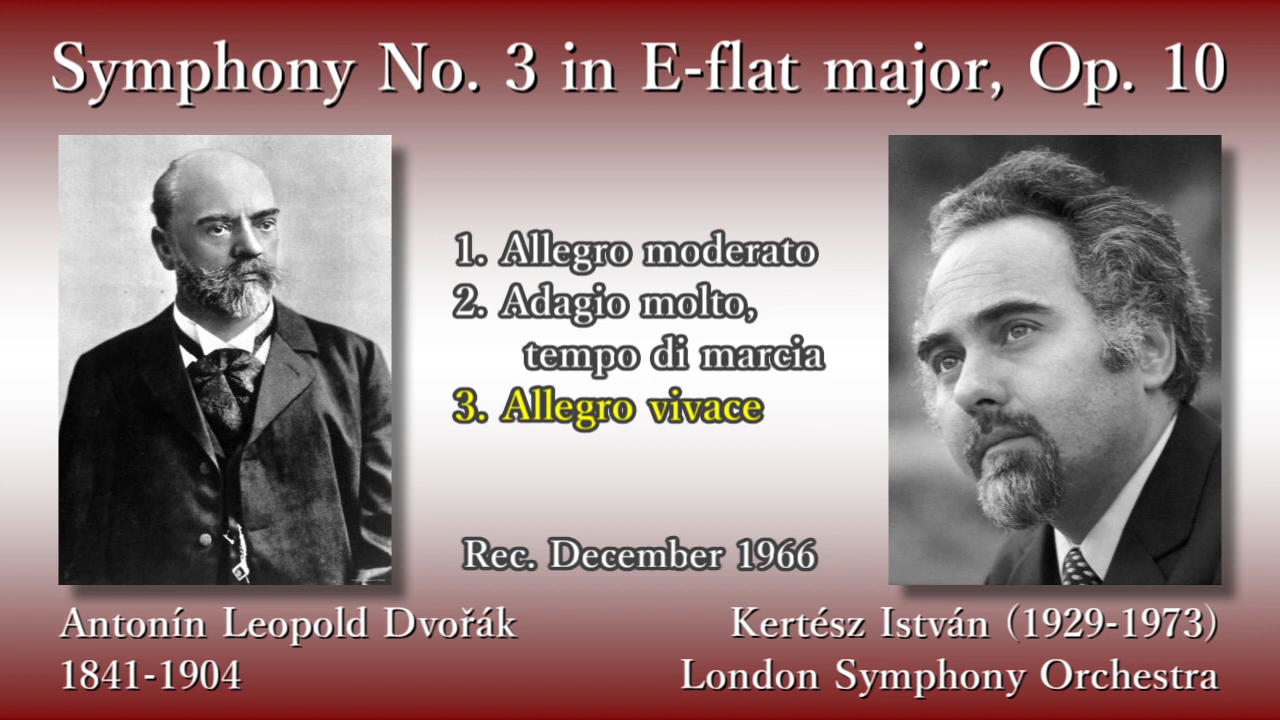 Symphony No. 3 in E-flat major, Op. 10
1. Allegro moderato
2. Adagio molto,
tempo di marcia
3. Allegro vivace
Rec. December 1966
Antonín Leopold Dvořák
1841-1904
Kertész István (1929-1973)
London Symphony Orchestra